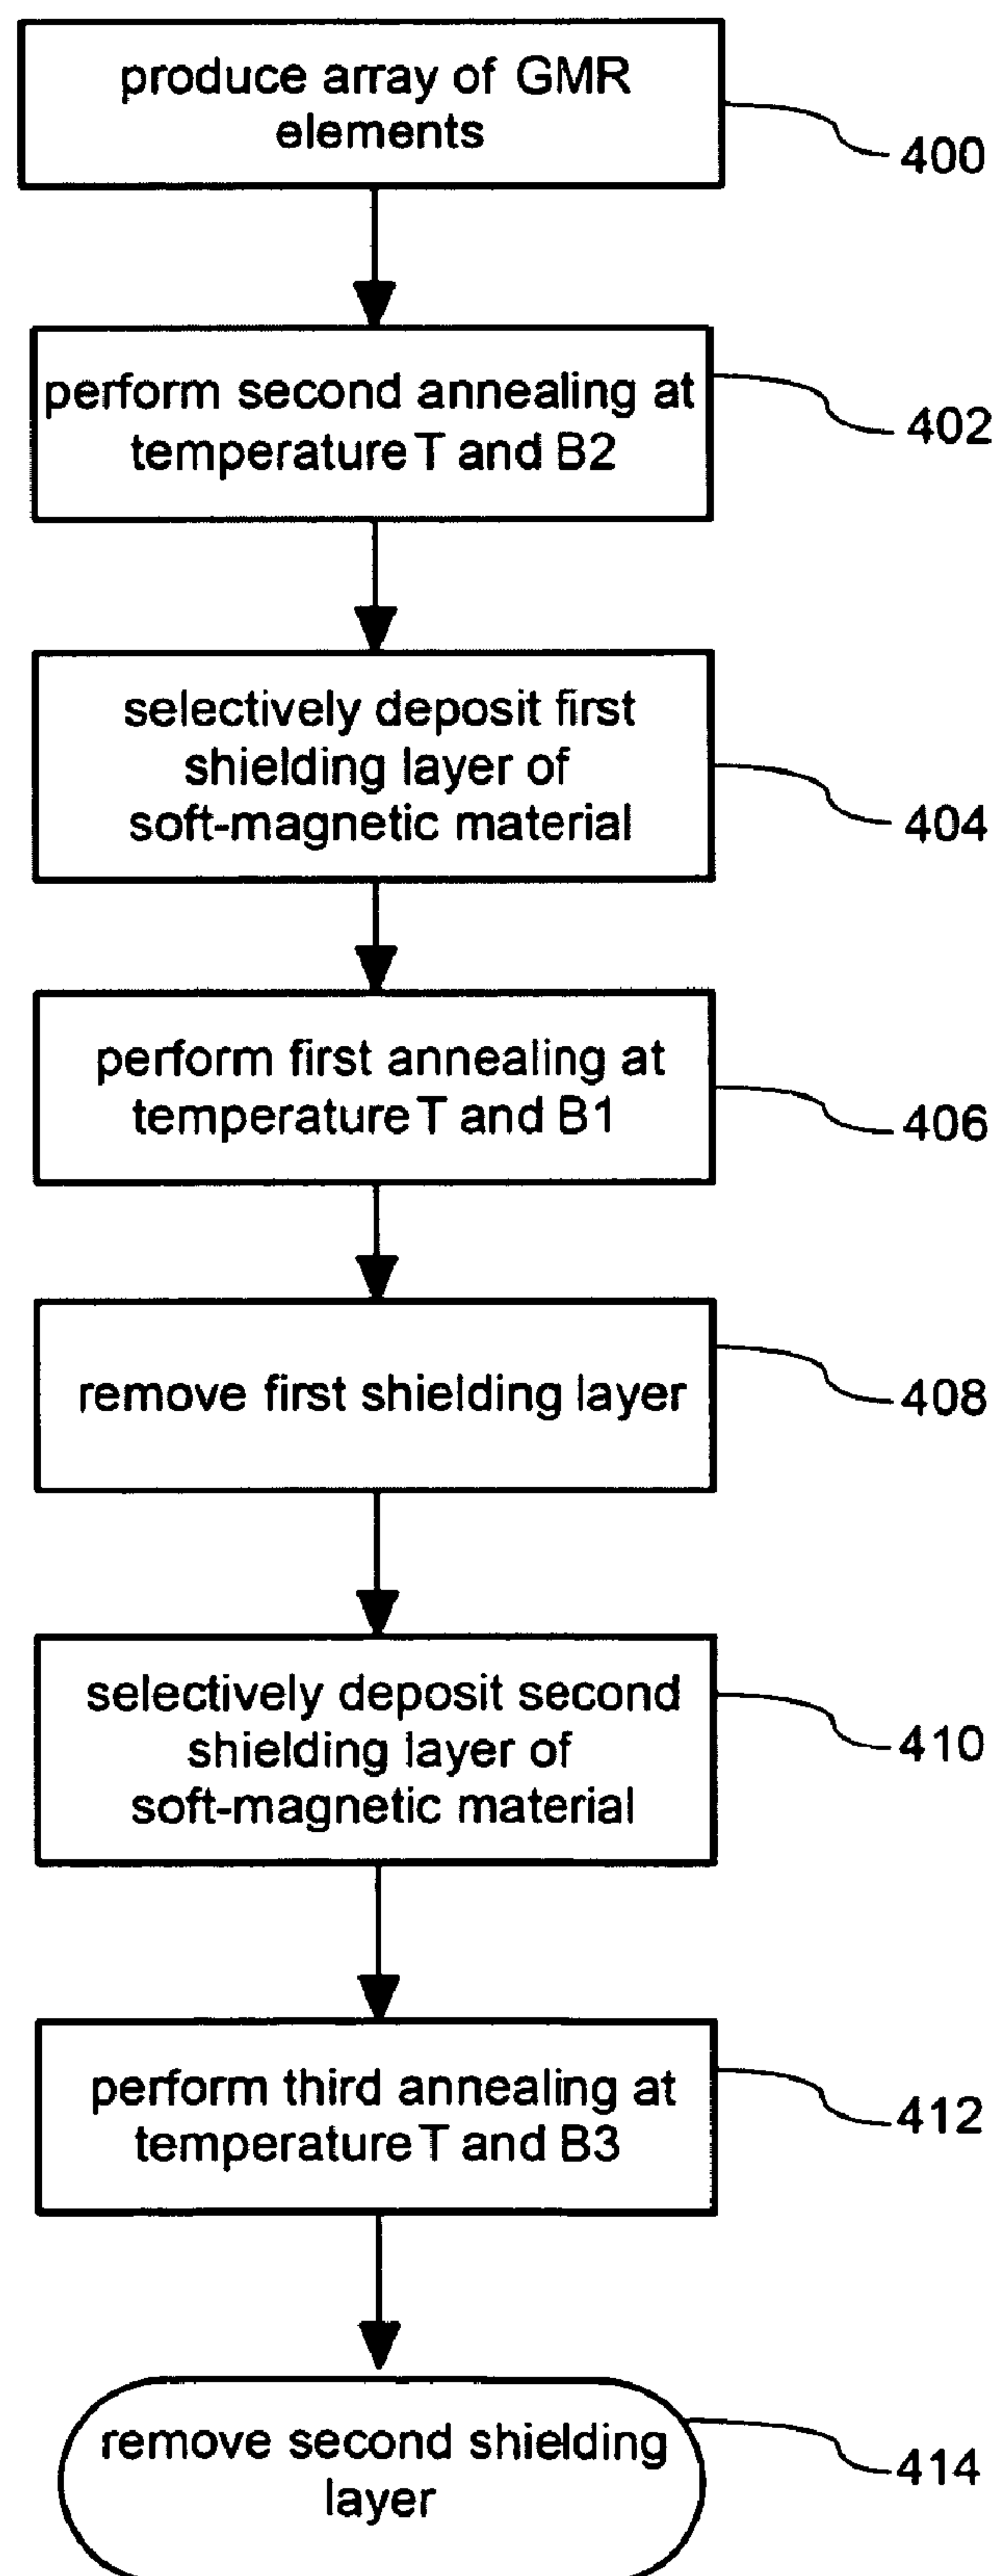 produce array of GMR
elements
400
perform second annealing at
temperature T and B2
402
selectively deposit first
shielding layer of
soft-magnetic material
404
perform first annealing at
temperature T and B1
406
remove first shielding layer
408
selectively deposit second
shielding layer of
soft-magnetic material
410
perform third annealing at
temperature T and B3
412
remove second shielding
layer
414